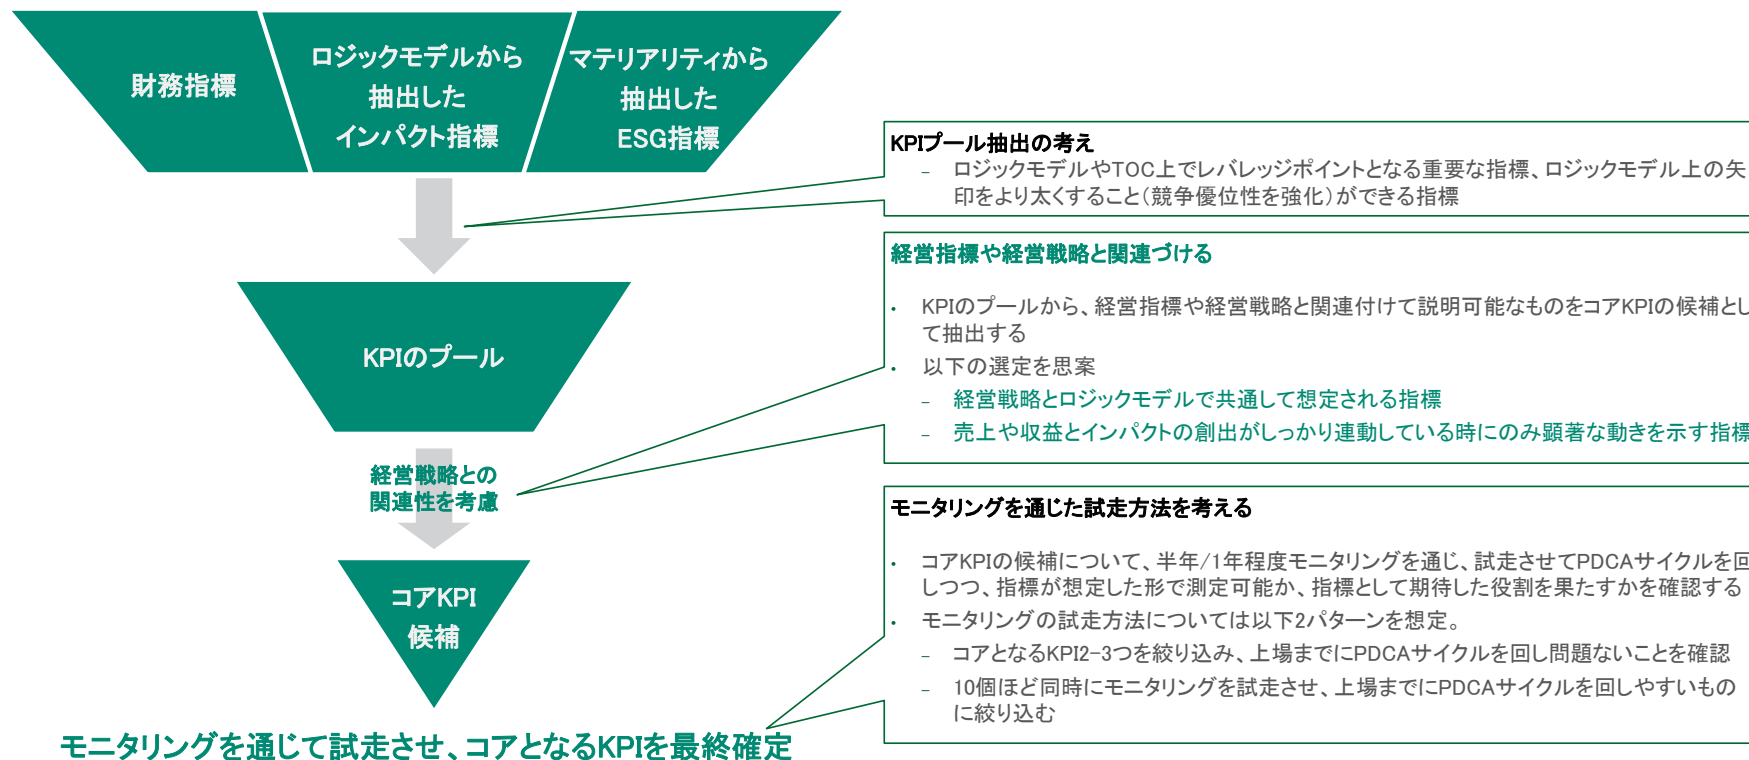 財務指標
ロジックモデルから
抽出した
インパクト指標
マテリアリティから
抽出した
ESG指標
KPIプール抽出の考え
– ロジックモデルやTOC上でレバレッジポイントとなる重要な指標、ロジックモデル上の矢
印をより太くすること（競争優位性を強化）ができる指標
KPIのプール
経営指標や経営戦略と関連づける
• KPIのプールから、経営指標や経営戦略と関連付けて説明可能なものをコアKPIの候補とし
て抽出する
• 以下の選定を思案
– 経営戦略とロジックモデルで共通して想定される指標
– 売上や収益とインパクトの創出がしっかり連動している時にのみ顕著な動きを示す指標
経営戦略との
関連性を考慮
コアKPI
候補
モニタリングを通じた試走方法を考える
• コアKPIの候補について、半年/1年程度モニタリングを通じ、試走させてPDCAサイクルを回
しつつ、指標が想定した形で測定可能か、指標として期待した役割を果たすかを確認する
• モニタリングの試走方法については以下2パターンを想定。
– コアとなるKPI2-3つを絞り込み、上場までにPDCAサイクルを回し問題ないことを確認
– 10個ほど同時にモニタリングを試走させ、上場までにPDCAサイクルを回しやすいもの
に絞り込む
モニタリングを通じて試走させ、コアとなるKPIを最終確定